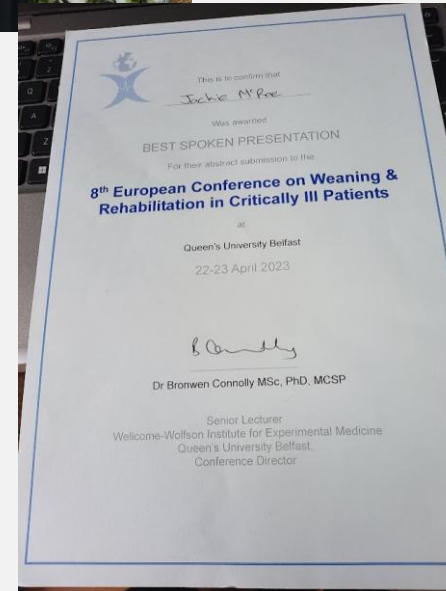 This is to confirm that
Jackie McRae
Was awarded
BEST SPOKEN PRESENTATION
For their abstract submission to the
8th European Conference on Weaning &
Rehabilitation in Critically Ill Patients
at
Queen's University Belfast
22-23 April 2023
B Connolly
Dr Bronwen Connolly MSc, PhD, MCSP
Senior Lecturer
Wellcome-Wolfson Institute for Experimental Medicine
Queen's University Belfast,
Conference Director